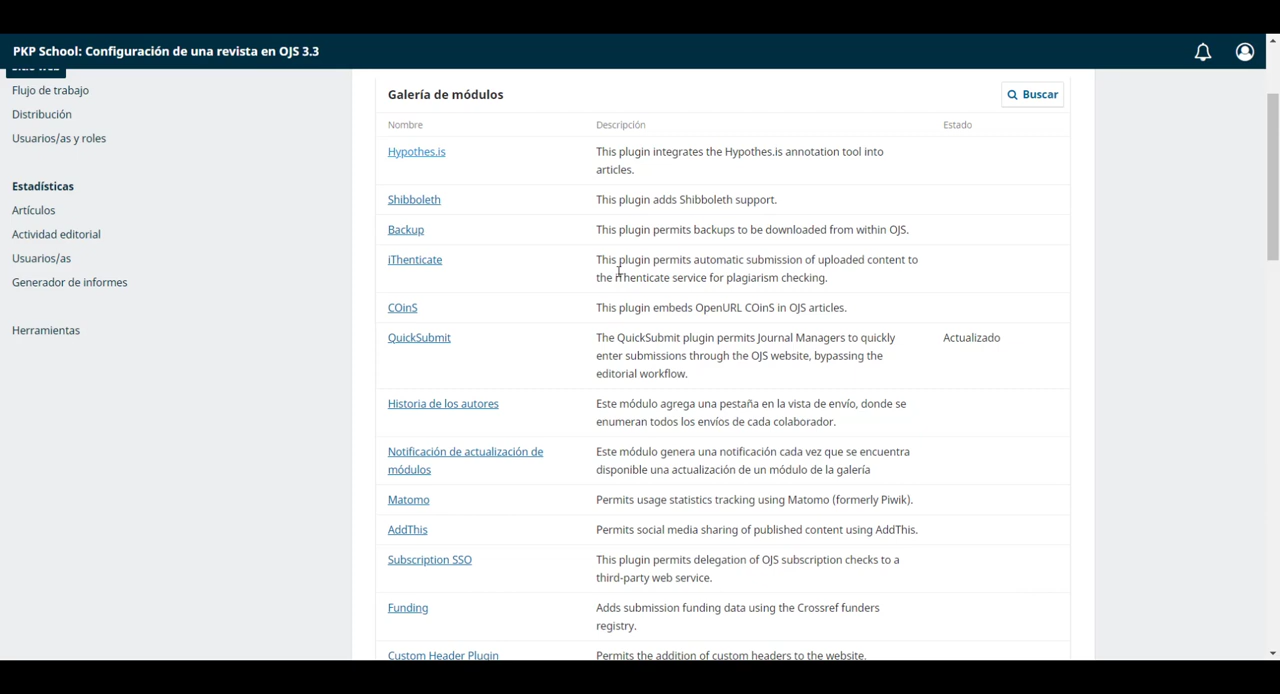 PKP School: Configuración de una revista en OJS 3.3
Flujo de trabajo
Distribución
Usuarios/as y roles
Estadísticas
Artículos
Actividad editorial
Usuarios/as
Generador de informes
Herramientas
Galería de módulos
Buscar
Nombre
Descripción
Estado
Hypothes.is
This plugin integrates the Hypothes.is annotation tool into
articles.
Shibboleth
This plugin adds Shibboleth support.
Backup
This plugin permits backups to be downloaded from within OJS.
iThenticate
This plugin permits automatic submission of uploaded content to
the iThenticate service for plagiarism checking.
COinS
This plugin embeds OpenURL COinS in OJS articles.
QuickSubmit
The QuickSubmit plugin permits Journal Managers to quickly
enter submissions through the OJS website, bypassing the
editorial workflow.
Actualizado
Historia de los autores
Este módulo agrega una pestaña en la vista de envío, donde se
enumeran todos los envíos de cada colaborador.
Notificación de actualización de
módulos
Este módulo genera una notificación cada vez que se encuentra
disponible una actualización de un módulo de la galería
Matomo
Permits usage statistics tracking using Matomo (formerly Piwik).
AddThis
Permits social media sharing of published content using AddThis.
Subscription SSO
This plugin permits delegation of OJS subscription checks to a
third-party web service.
Funding
Adds submission funding data using the Crossref funders
registry.
Custom Header Plugin
Permits the addition of custom headers to the website.